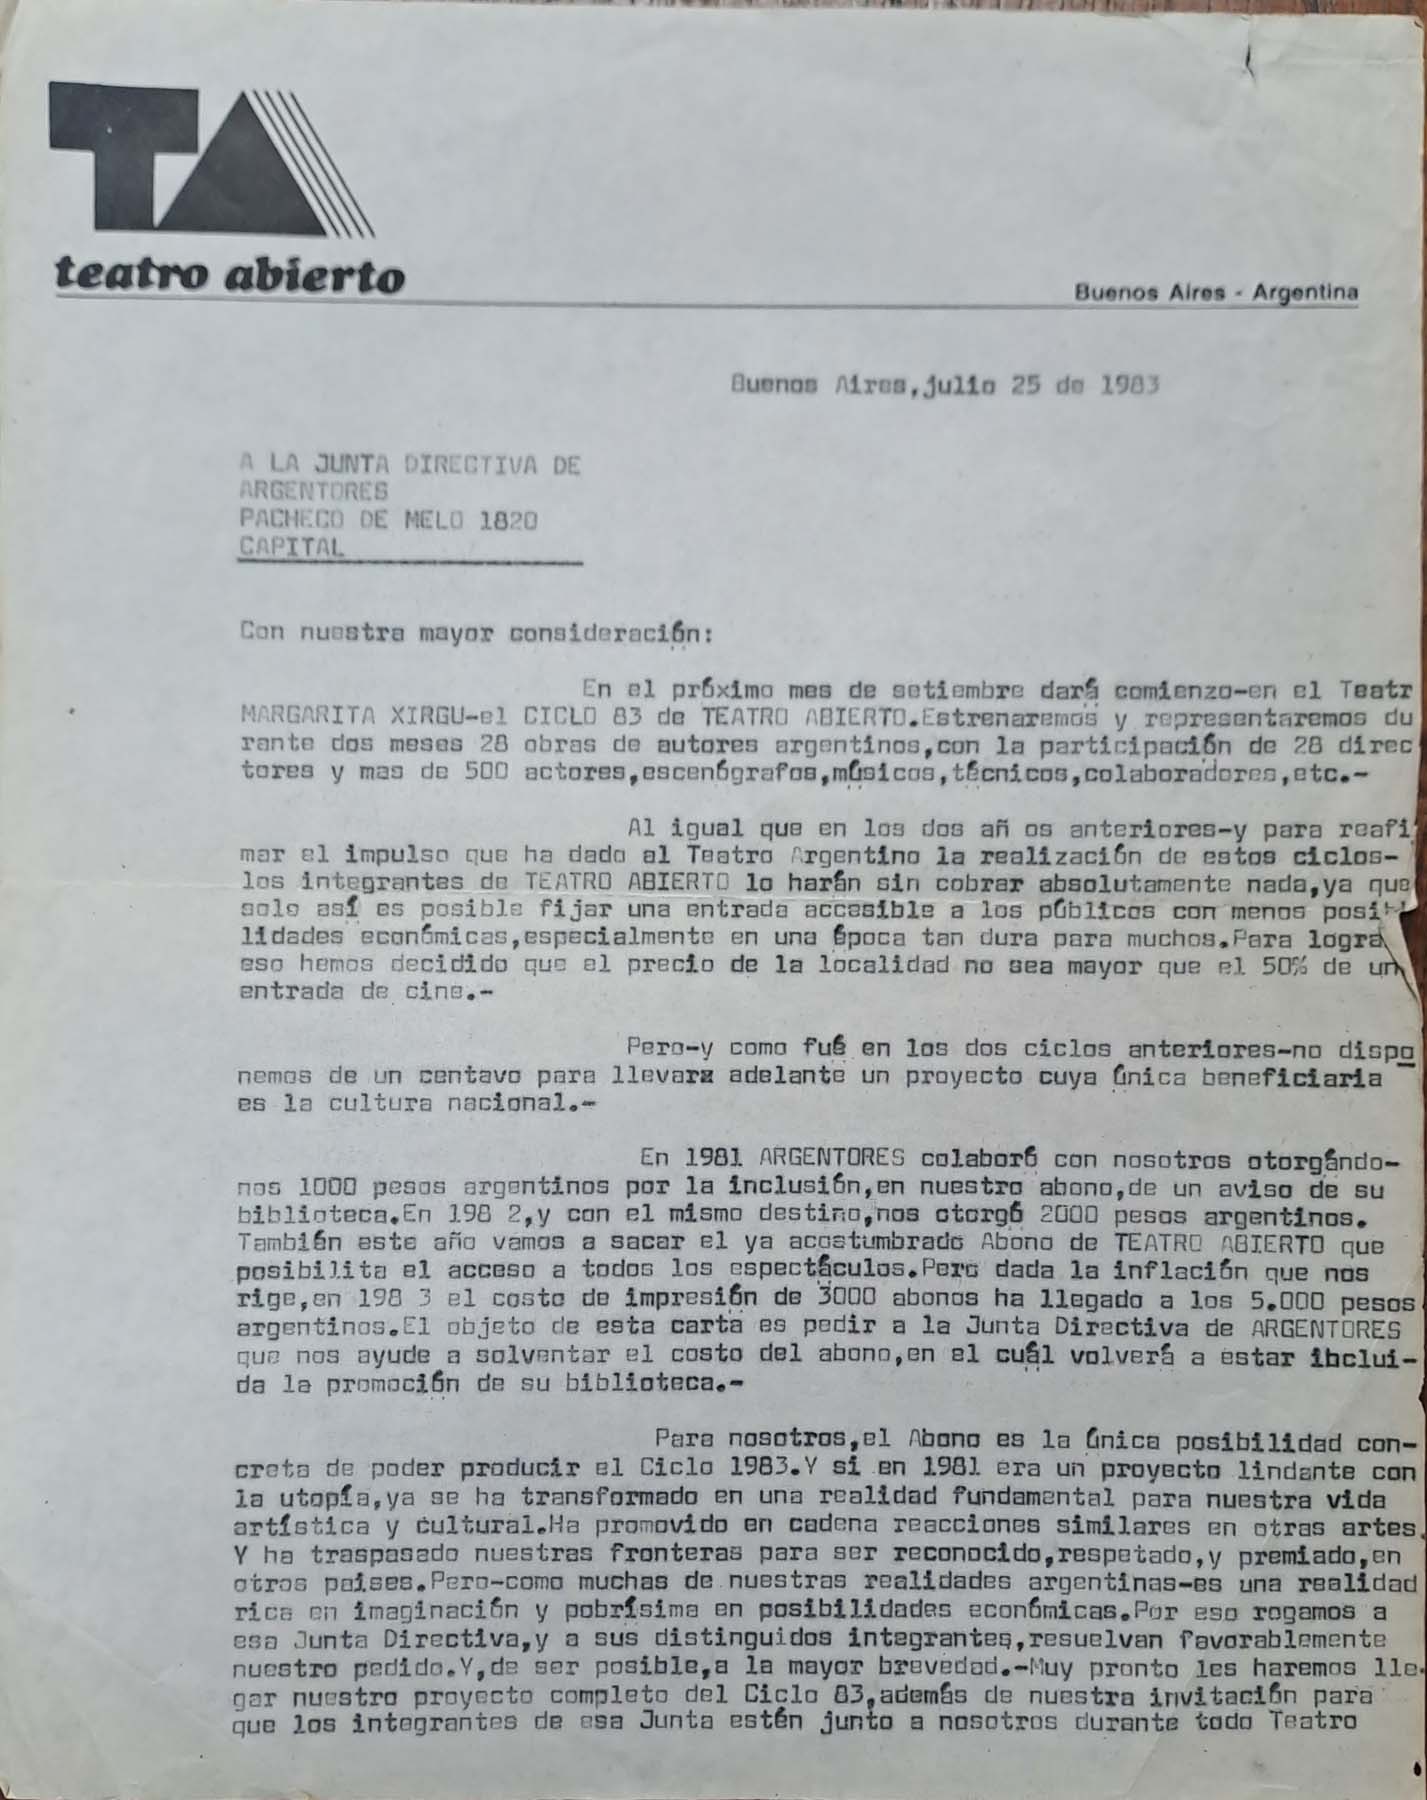 TA
teatro abierto
Buenos Aires - Argentina
Buenos Aires,julio 25 de 1983
A LA JUNTA DIRECTIVA DE
ARGENTORES
PACHECO DE MELO 1820
CAPITAL
Con nuestra mayor consideración:
En el próximo mes de setiembre dará comienzo-en el Teatr
MARGARITA XIRGU-el CICLO 83 de TEATRO ABIERTO.Estrenaremos y representaremos du
rante dos meses 28 obras de autores argentinos,con la participación de 28 direc
tores y mas de 500 actores,escenógrafos,músicos,técnicos,colaboradores,etc.-
Al igual que en los dos añ os anteriores-y para reafi
mar el impulso que ha dado al Teatro Argentino la realización de estos ciclos-
los integrantes de TEATRO ABIERTO lo harán sin cobrar absolutamente nada,ya que
solo así es posible fijar una entrada accesible a los públicos con menos posi
lidades económicas,especialmente en una época tan dura para muchos.Para logra
eso hemos decidido que el precio de la localidad no sea mayor que el 50% de un
entrada de cine.-
Pero-y como fué en los dos ciclos anteriores-no dispo
nemos de un centavo para llevarx adelante un proyecto cuya única beneficiaria
es la cultura nacional.-
En 1981 ARGENTORES colaboró con nosotros otorgándo-
nos 1000 pesos argentinos por la inclusión,en nuestro abono,de un aviso de su
biblioteca.En 198 2,y con el mismo destino,nos otorgó 2000 pesos argentinos.
También este año vamos a sacar el ya acostumbrado Abono de TEATRO ABIERTO que
posibilita el acceso a todos los espectáculos.Pero dada la inflación que nos
rige,en 198 3 el costo de impresión de 3000 abonos ha llegado a los 5.000 pesos
argentinos.El objeto de esta carta es pedir a la Junta Directiva de ARGENTORES
que nos ayude a solventar el costo del abono,en el cuál volverá a estar ibclui-
da la promoción de su biblioteca.-
Para nosotros,el Abono es la única posibilidad con-
creta de poder producir el Ciclo 1983.Y si en 1981 era un proyecto lindante con
la utopía,ya se ha transformado en una realidad fundamental para nuestra vida
artística y cultural.Ha promovido en cadena reacciones similares en otras artes.
Y ha traspasado nuestras fronteras para ser reconocido,respetado,y premiado,en
otros paises.Pero-como muchas de nuestras realidades argentinas-es una realidad
rica en imaginación y pobrísima en posibilidades económicas.Por eso rogamos a
esa Junta Directiva,y a sus distinguidos integrantes,resuelvan favorablemente
nuestro pedido.Y,de ser posible,a la mayor brevedad.-Muy pronto les haremos lle-
gar nuestro proyecto completo del Ciclo 83,además de nuestra invitación para
que los integrantes de esa Junta estén junto a nosotros durante todo Teatro